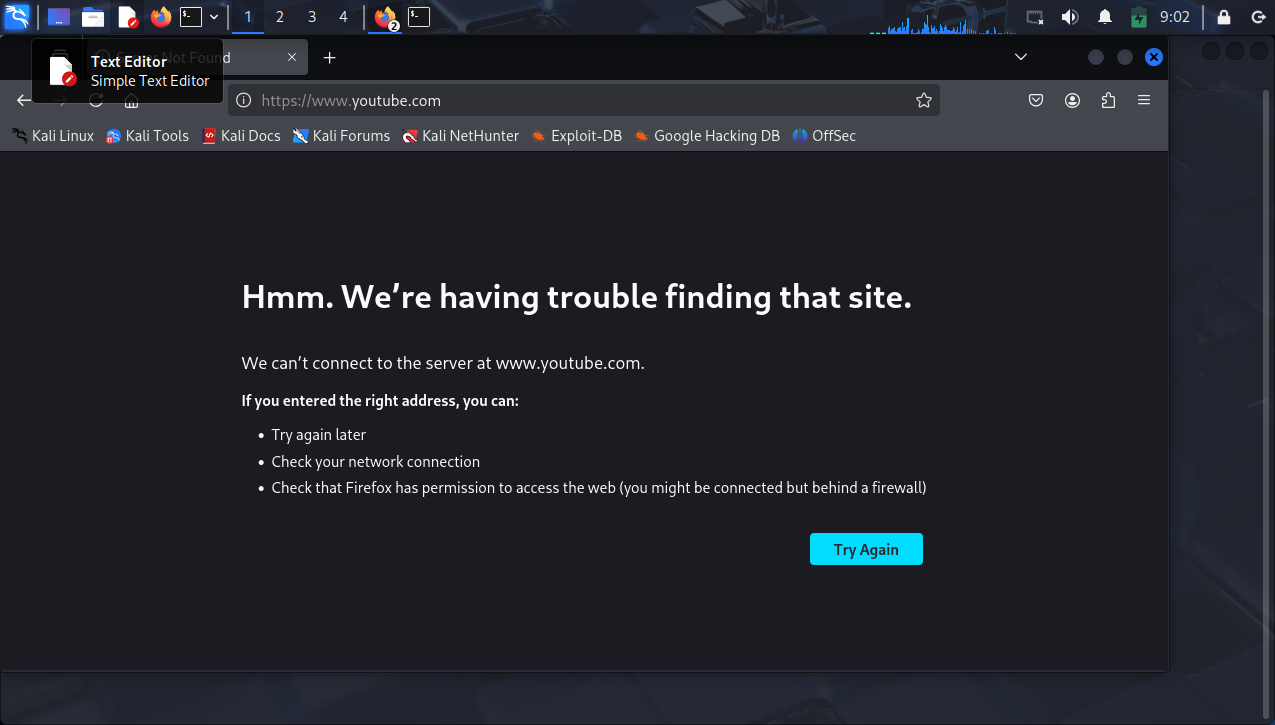 1 2 3 4 2 9:02
Server Not Found
Text Editor
Simple Text Editor
https://www.youtube.com
Kali Linux Kali Tools Kali Docs Kali Forums Kali NetHunter Exploit-DB Google Hacking DB OffSec
Hmm. We’re having trouble finding that site.
We can’t connect to the server at www.youtube.com.
If you entered the right address, you can:
• Try again later
• Check your network connection
• Check that Firefox has permission to access the web (you might be connected but behind a firewall)
Try Again